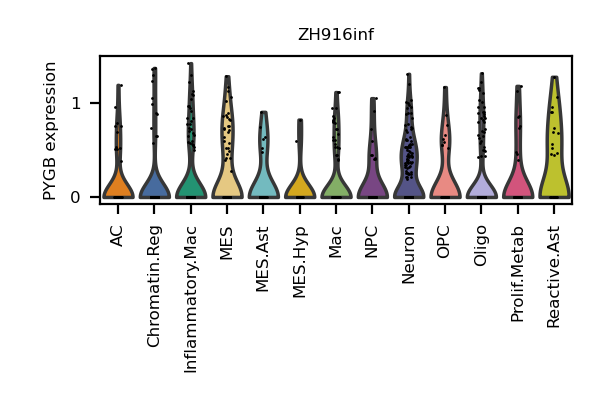 ZH916inf
PYGB expression
1
0
AC
Chromatin.Reg
Inflammatory.Mac
MES
MES.Ast
MES.Hyp
Mac
NPC
Neuron
OPC
Oligo
Prolif.Metab
Reactive.Ast